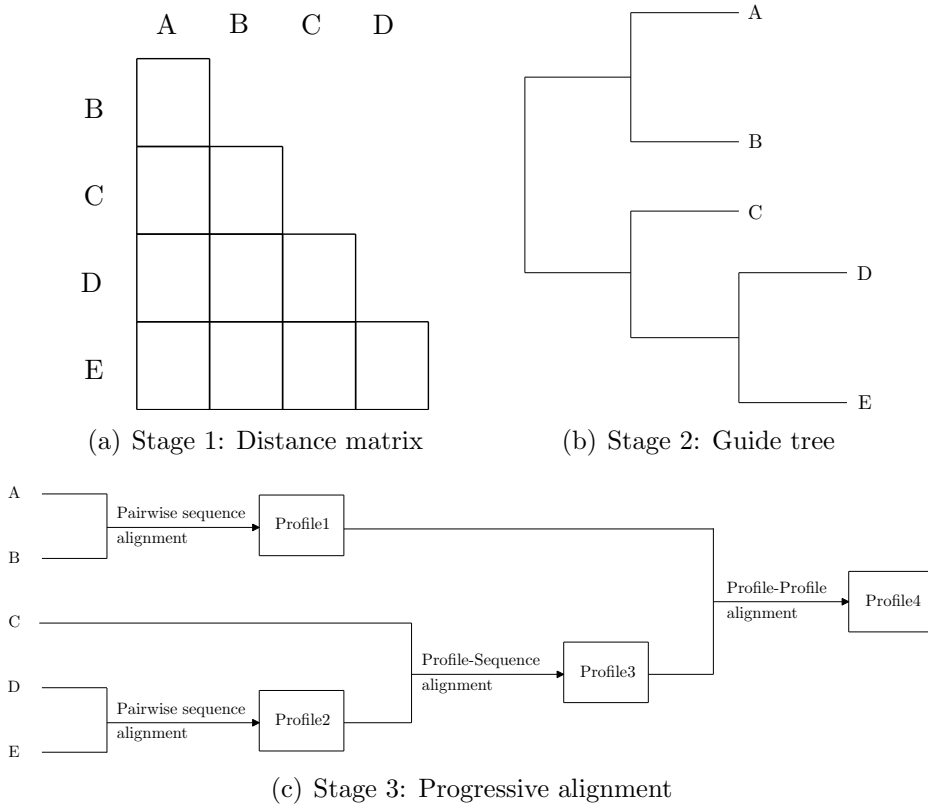 A B C D
B
C
D
E
(a) Stage 1: Distance matrix
A
B
C
D
E
(b) Stage 2: Guide tree
A
B
C
D
E
Pairwise sequence
alignment
Profile1
Pairwise sequence
alignment
Profile2
Profile-Sequence
alignment
Profile3
Profile-Profile
alignment
Profile4
(c) Stage 3: Progressive alignment